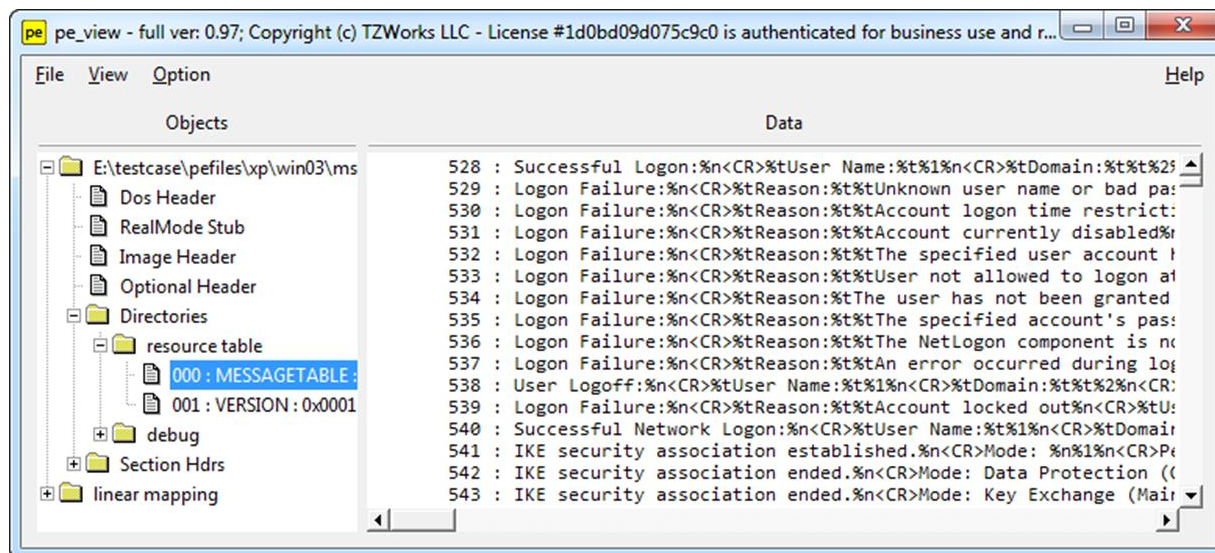 pe pe_view - full ver: 0.97; Copyright (c) TZWorks LLC - License #1d0bd09d075c9c0 is authenticated for business use and r...
File View Option Help
Objects
Data
E:\testcase\pefiles\xp\win03\ms
Dos Header
RealMode Stub
Image Header
Optional Header
Directories
resource table
000 : MESSAGETABLE :
001 : VERSION : 0x0001
debug
Section Hdrs
linear mapping
528 : Successful Logon:%n<CR>%tUser Name:%t%1%n<CR>%tDomain:%t%t%2%
529 : Logon Failure:%n<CR>%tReason:%t%tUnknown user name or bad pas
530 : Logon Failure:%n<CR>%tReason:%t%tAccount logon time restricti
531 : Logon Failure:%n<CR>%tReason:%t%tAccount currently disabled%n
532 : Logon Failure:%n<CR>%tReason:%t%tThe specified user account h
533 : Logon Failure:%n<CR>%tReason:%t%tUser not allowed to logon at
534 : Logon Failure:%n<CR>%tReason:%tThe user has not been granted
535 : Logon Failure:%n<CR>%tReason:%t%tThe specified account's pass
536 : Logon Failure:%n<CR>%tReason:%t%tThe NetLogon component is no
537 : Logon Failure:%n<CR>%tReason:%t%tAn error occurred during log
538 : User Logoff:%n<CR>%tUser Name:%t%1%n<CR>%tDomain:%t%t%2%n<CR>
539 : Logon Failure:%n<CR>%tReason:%t%tAccount locked out%n<CR>%tUs
540 : Successful Network Logon:%n<CR>%tUser Name:%t%1%n<CR>%tDomain
541 : IKE security association established.%n<CR>Mode: %n%1%n<CR>Pe
542 : IKE security association ended.%n<CR>Mode: Data Protection (Q
543 : IKE security association ended.%n<CR>Mode: Key Exchange (Main